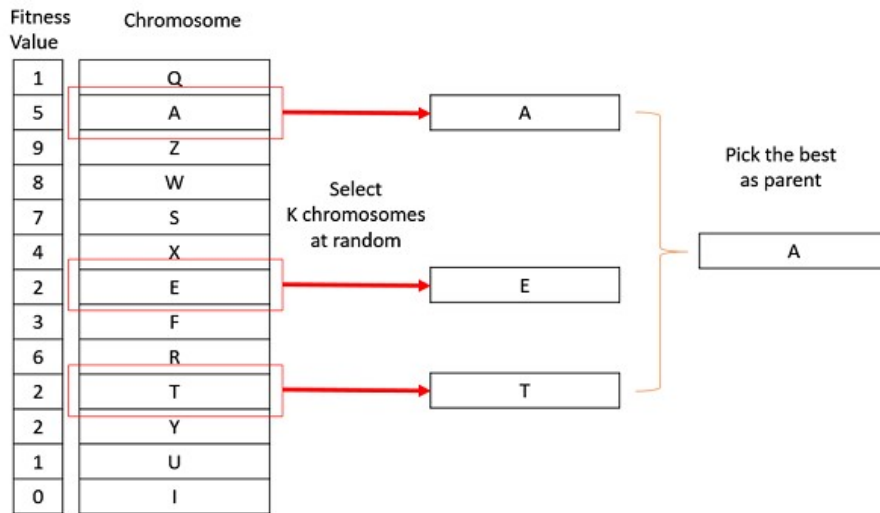 Fitness
Value
Chromosome
1 Q
5 A
9 Z
8 W
7 S
4 X
2 E
3 F
6 R
2 T
2 Y
1 U
0 I
Select
K chromosomes
at random
A
E
T
Pick the best
as parent
A